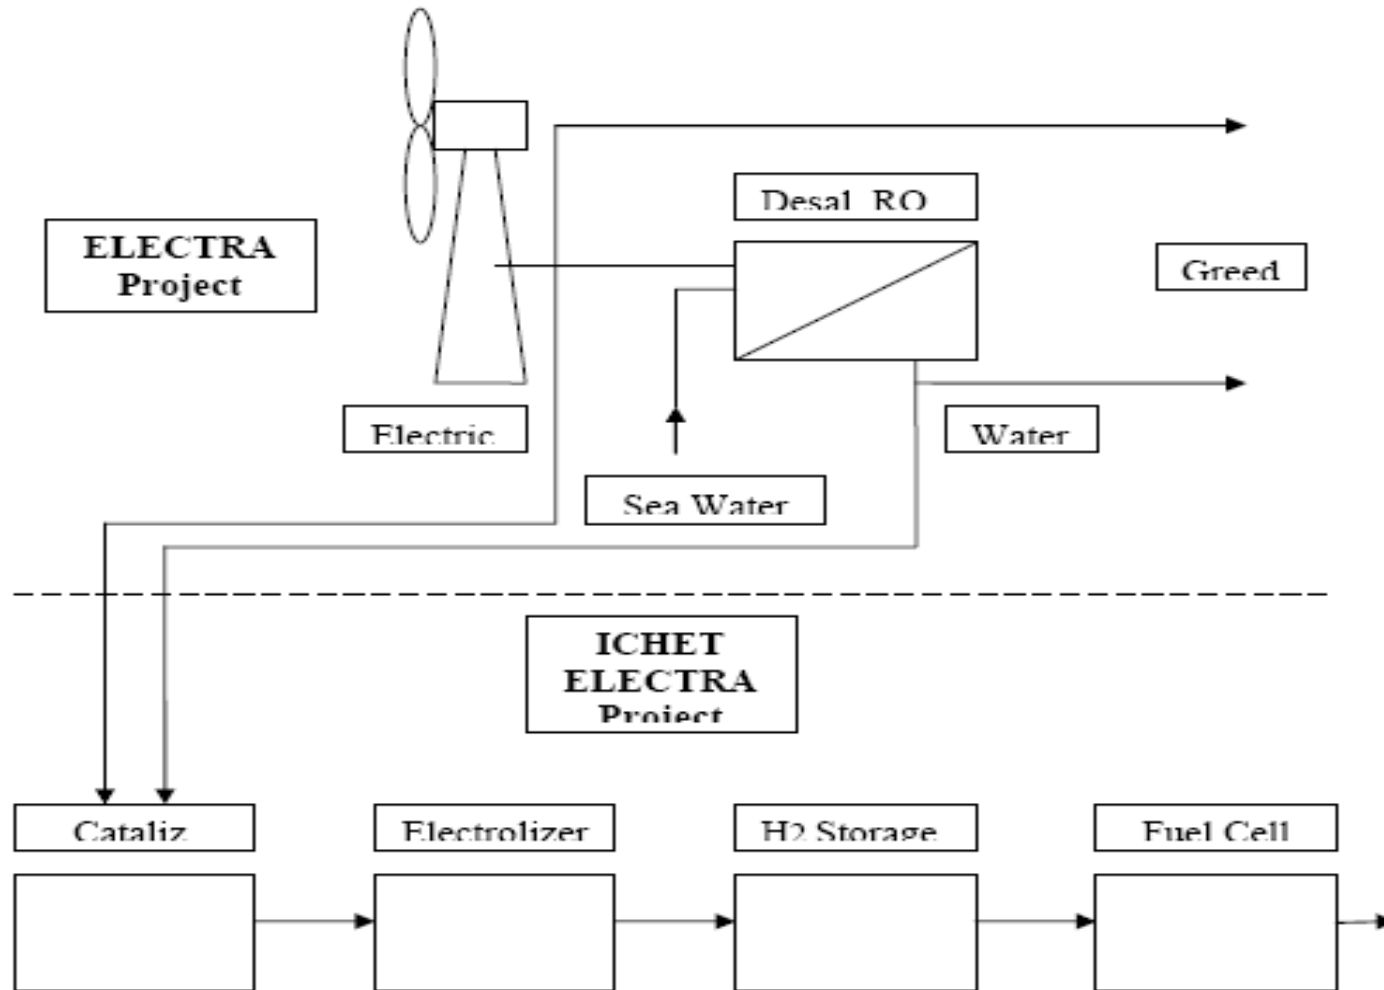 Desal RO
ELECTRA
Project
Greed
Electric
Water
Sea Water
ICHET
ELECTRA
Project
Cataliz
Electrolizer
H2 Storage
Fuel Cell